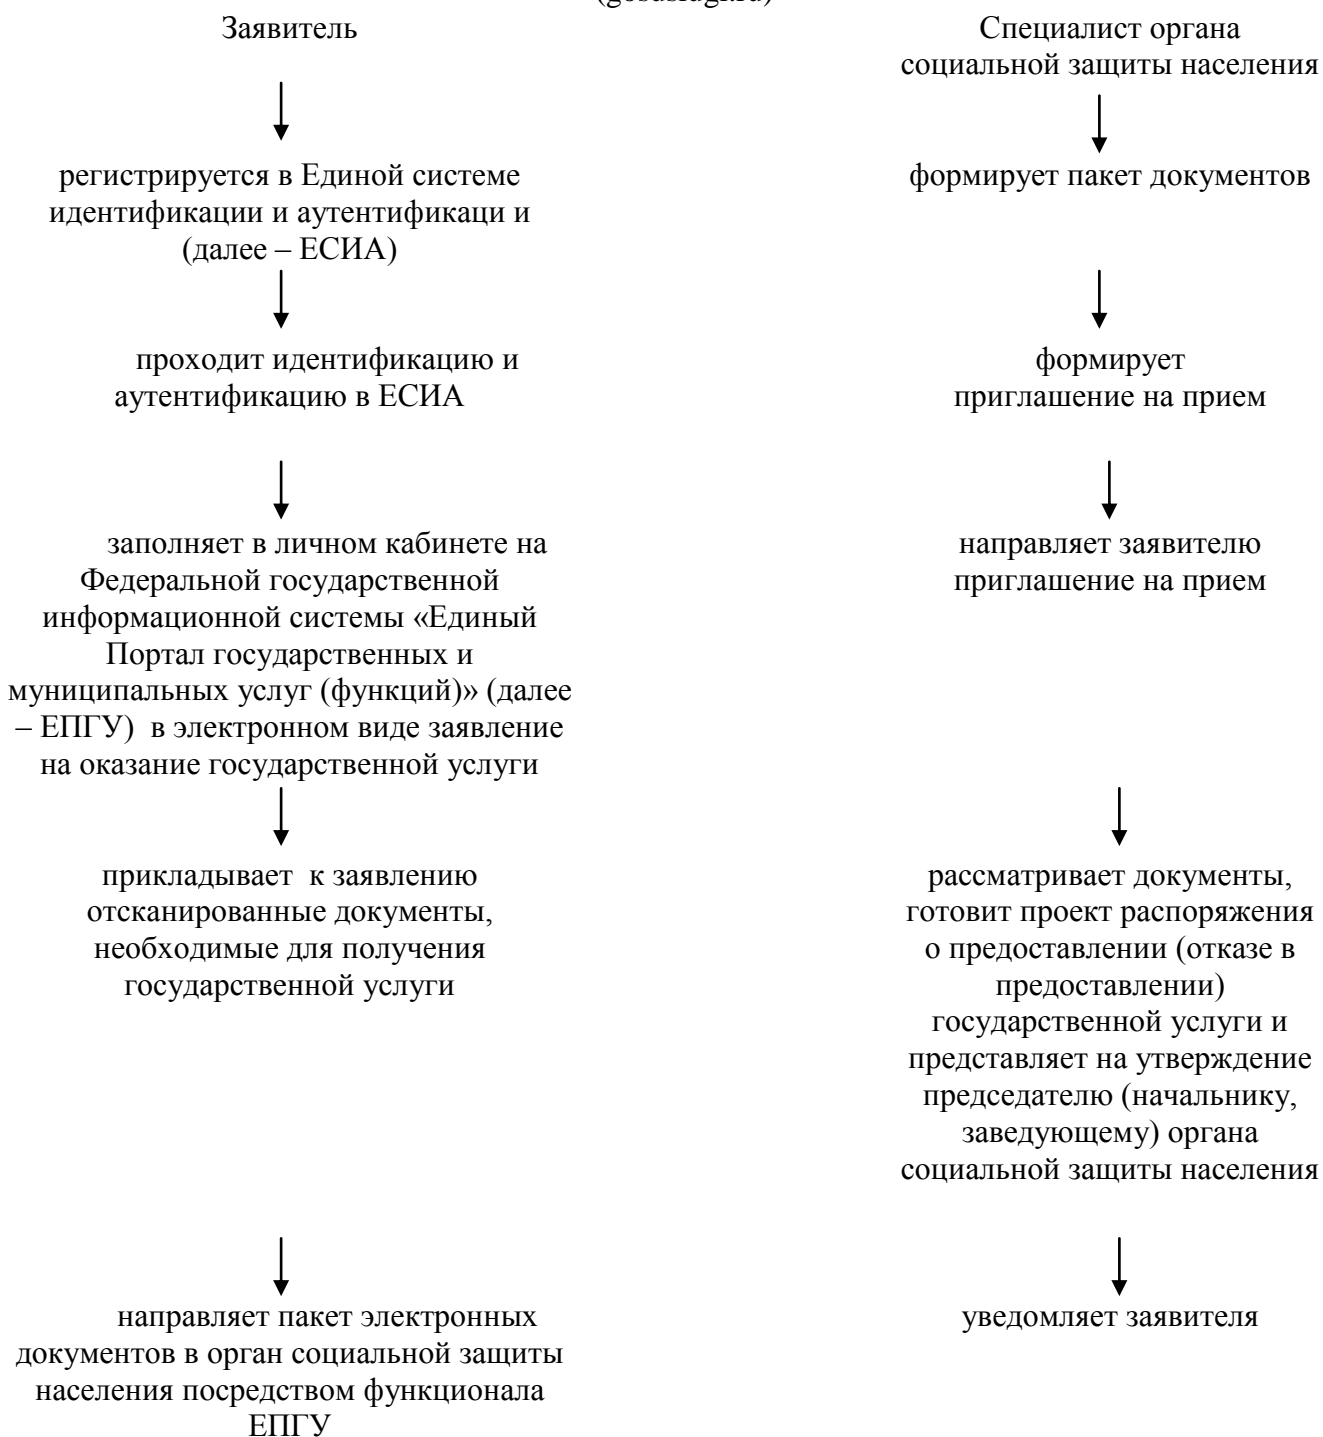 Заявитель
регистрируется в Единой системе
идентификации и аутентификаци и
(далее – ЕСИА)
проходит идентификацию и
аутентификацию в ЕСИА
заполняет в личном кабинете на
Федеральной государственной
информационной системы «Единый
Портал государственных и
муниципальных услуг (функций)» (далее
– ЕПГУ) в электронном виде заявление
на оказание государственной услуги
прикладывает к заявлению
отсканированные документы,
необходимые для получения
государственной услуги
направляет пакет электронных
документов в орган социальной защиты
населения посредством функционала
ЕПГУ
Специалист органа
социальной защиты населения
формирует пакет документов
формирует
приглашение на прием
направляет заявителю
приглашение на прием
рассматривает документы,
готовит проект распоряжения
о предоставлении (отказе в
предоставлении)
государственной услуги и
представляет на утверждение
председателю (начальнику,
заведующему) органа
социальной защиты населения
уведомляет заявителя